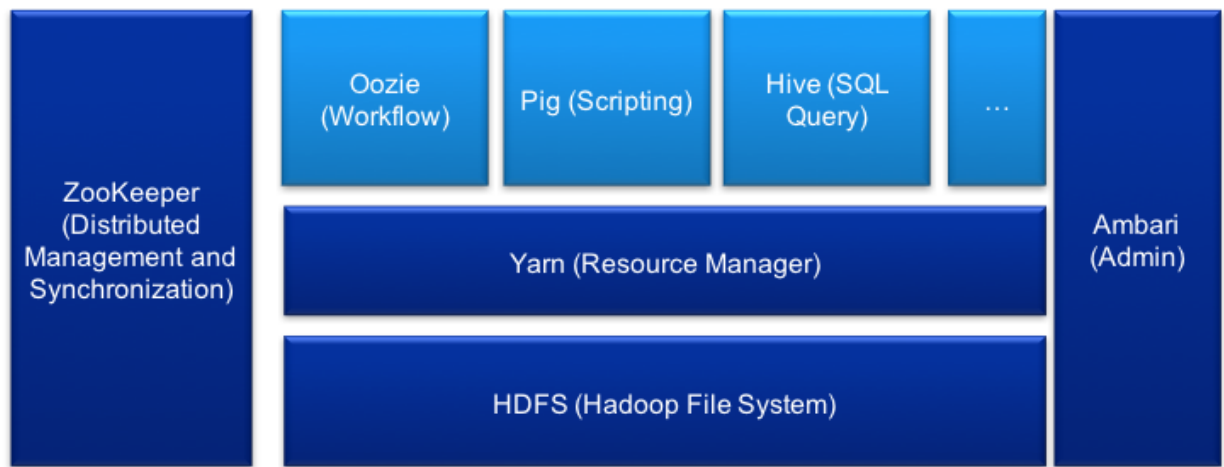 ZooKeeper
(Distributed
Management and
Synchronization)
Oozie
(Workflow)
Pig (Scripting)
Hive (SQL
Query)
...
Yarn (Resource Manager)
HDFS (Hadoop File System)
Ambari
(Admin)